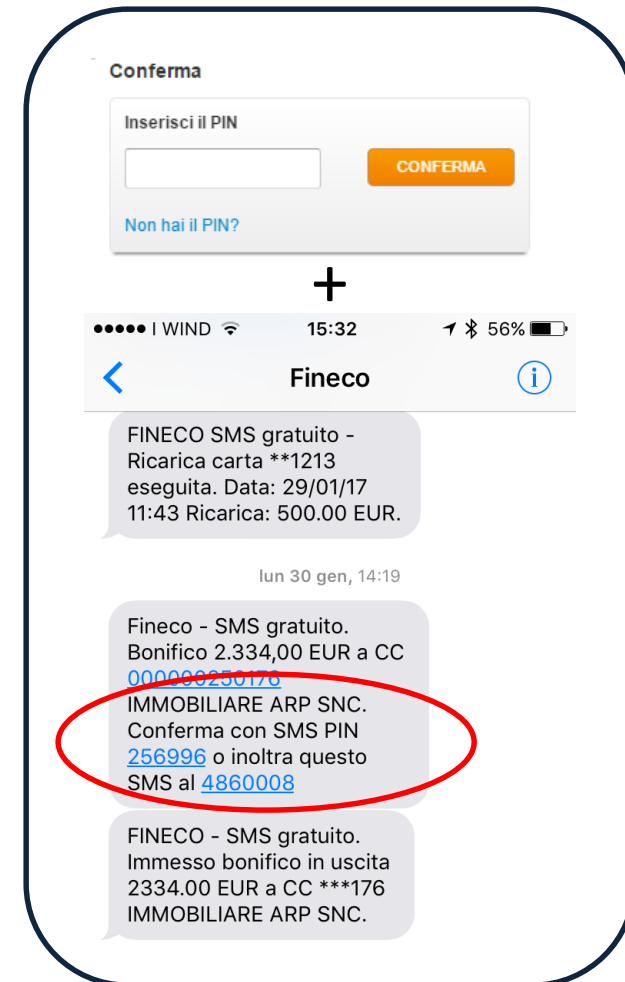 Conferma
Inserisci il PIN
CONFERMA
Non hai il PIN?
+
I WIND 15:32 56%
Fineco
FINECO SMS gratuito -
Ricarica carta **1213
eseguita. Data: 29/01/17
11:43 Ricarica: 500.00 EUR.
lun 30 gen, 14:19
Fineco - SMS gratuito.
Bonifico 2.334,00 EUR a CC
000000250176
IMMOBILIARE ARP SNC.
Conferma con SMS PIN
256996 o inoltra questo
SMS al 4860008
FINECO - SMS gratuito.
Immesso bonifico in uscita
2334.00 EUR a CC ***176
IMMOBILIARE ARP SNC.